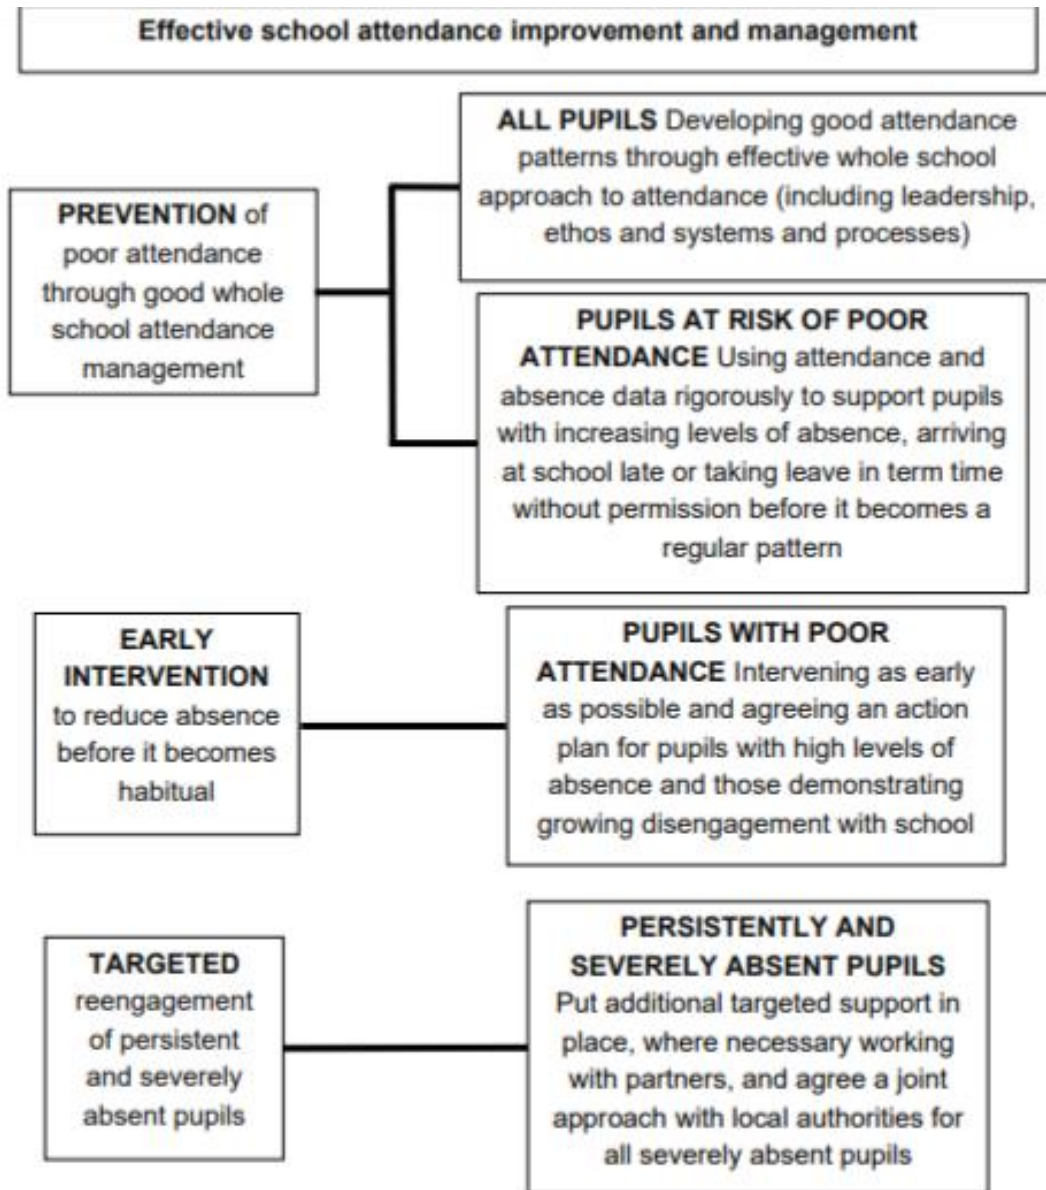 Effective school attendance improvement and management
PREVENTION of
poor attendance
through good whole
school attendance
management
ALL PUPILS Developing good attendance
patterns through effective whole school
approach to attendance (including leadership,
ethos and systems and processes)
PUPILS AT RISK OF POOR
ATTENDANCE Using attendance and
absence data rigorously to support pupils
with increasing levels of absence, arriving
at school late or taking leave in term time
without permission before it becomes a
regular pattern
EARLY
INTERVENTION
to reduce absence
before it becomes
habitual
PUPILS WITH POOR
ATTENDANCE Intervening as early
as possible and agreeing an action
plan for pupils with high levels of
absence and those demonstrating
growing disengagement with school
TARGETED
reengagement
of persistent
and severely
absent pupils
PERSISTENTLY AND
SEVERELY ABSENT PUPILS
Put additional targeted support in
place, where necessary working
with partners, and agree a joint
approach with local authorities for
all severely absent pupils